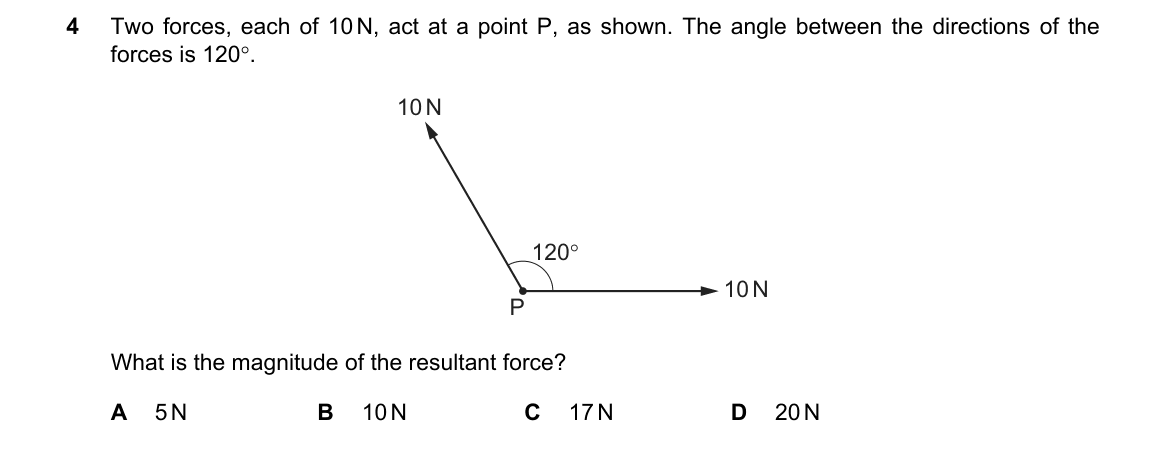 4 Two forces, each of 10 N, act at a point P, as shown. The angle between the directions of the
forces is 120°.
10 N
120°
10 N
P
What is the magnitude of the resultant force?
A 5 N B 10 N C 17 N D 20 N